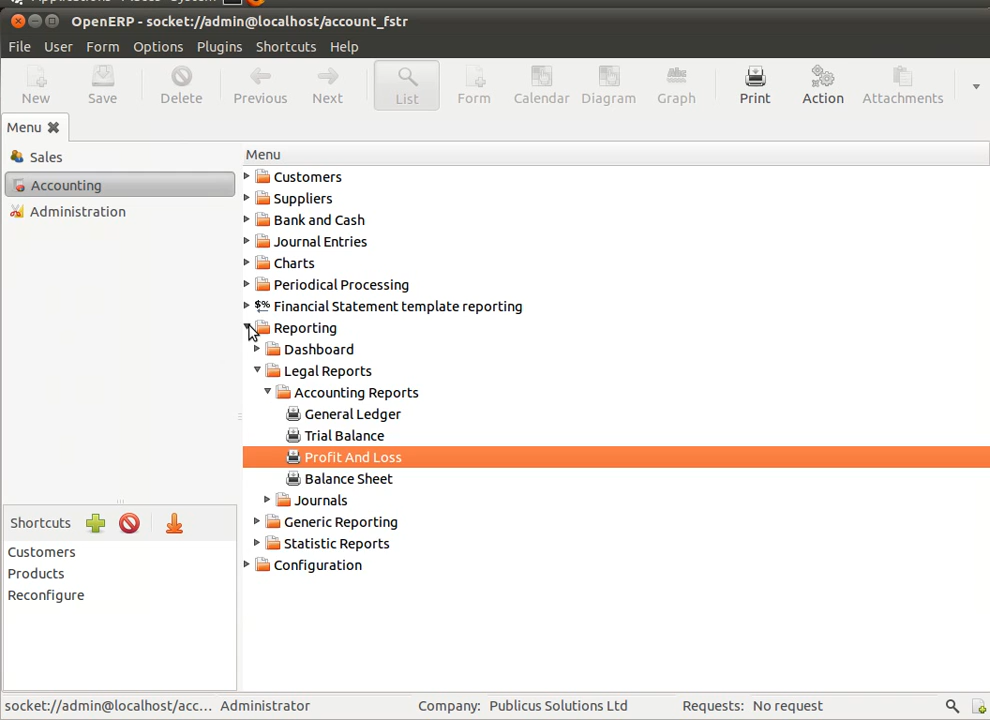 OpenERP - socket://admin@localhost/account_fstr
File User Form Options Plugins Shortcuts Help
New Save Delete Previous Next List Form Calendar Diagram Graph Print Action Attachments
Menu
Sales
Accounting
Administration
Menu
Customers
Suppliers
Bank and Cash
Journal Entries
Charts
Periodical Processing
Financial Statement template reporting
Reporting
Dashboard
Legal Reports
Accounting Reports
General Ledger
Trial Balance
Profit And Loss
Balance Sheet
Journals
Generic Reporting
Statistic Reports
Configuration
Shortcuts
Customers
Products
Reconfigure
socket://admin@localhost/acc... Administrator Company: Publicus Solutions Ltd Requests: No request